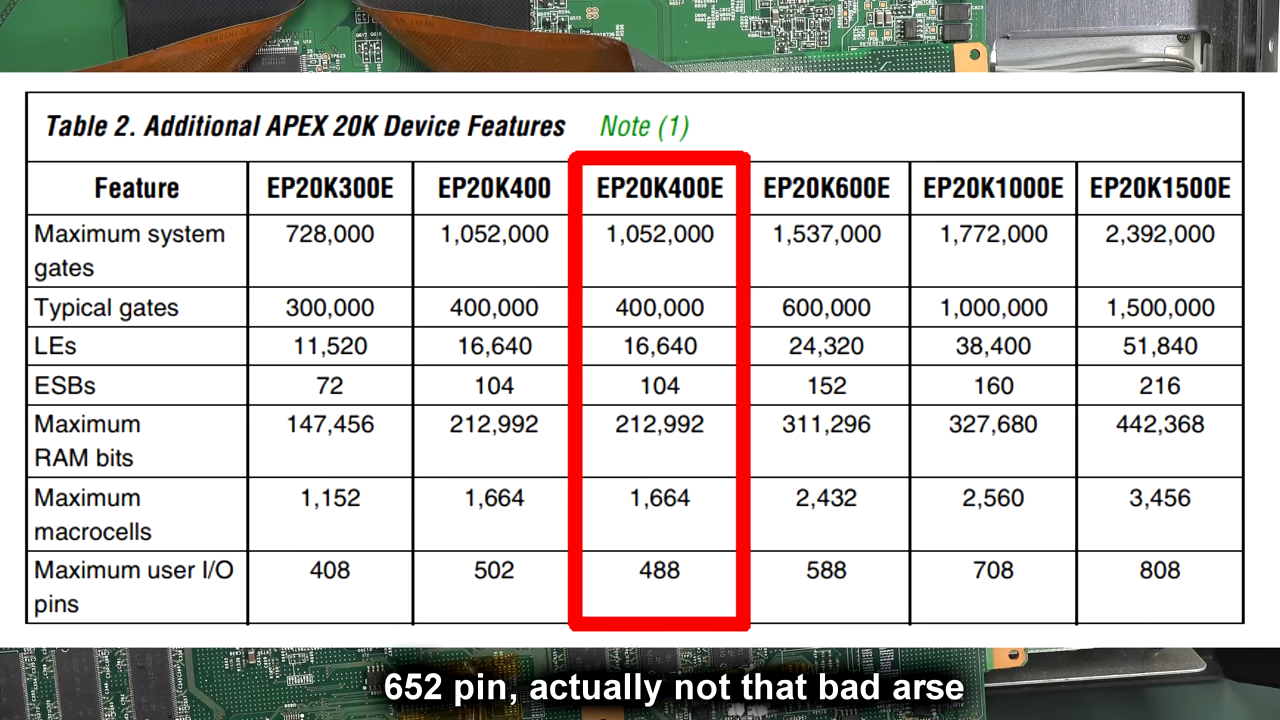 Table 2. Additional APEX 20K Device Features Note (1)
Feature EP20K300E EP20K400 EP20K400E EP20K600E EP20K1000E EP20K1500E
Maximum system gates 728,000 1,052,000 1,052,000 1,537,000 1,772,000 2,392,000
Typical gates 300,000 400,000 400,000 600,000 1,000,000 1,500,000
LEs 11,520 16,640 16,640 24,320 38,400 51,840
ESBs 72 104 104 152 160 216
Maximum RAM bits 147,456 212,992 212,992 311,296 327,680 442,368
Maximum macrocells 1,152 1,664 1,664 2,432 2,560 3,456
Maximum user I/O pins 408 502 488 588 708 808
652 pin, actually not that bad arse